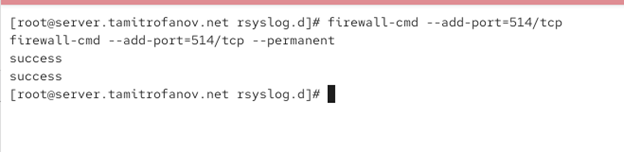 [root@server.tamitrofanov.net rsyslog.d]# firewall-cmd --add-port=514/tcp
firewall-cmd --add-port=514/tcp --permanent
success
success
[root@server.tamitrofanov.net rsyslog.d]#